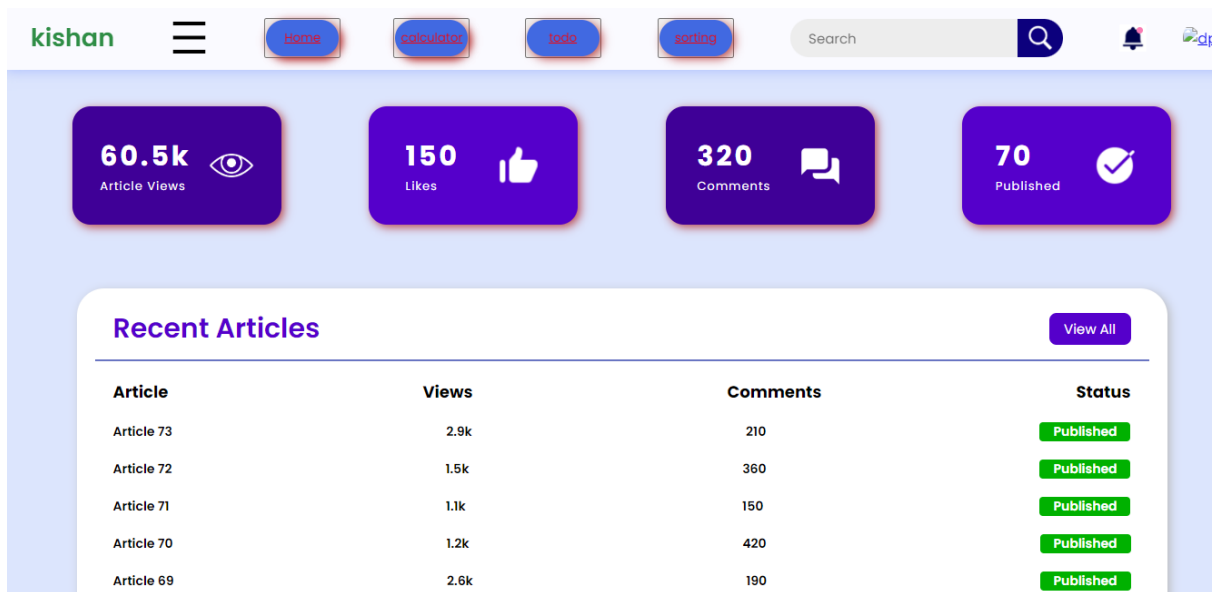 kishan Home calculator todo sorting Search dp
60.5k 150 320 70
Article Views Likes Comments Published
Recent Articles View All
Article Views Comments Status
Article 73 2.9k 210 Published
Article 72 1.5k 360 Published
Article 71 1.1k 150 Published
Article 70 1.2k 420 Published
Article 69 2.6k 190 Published